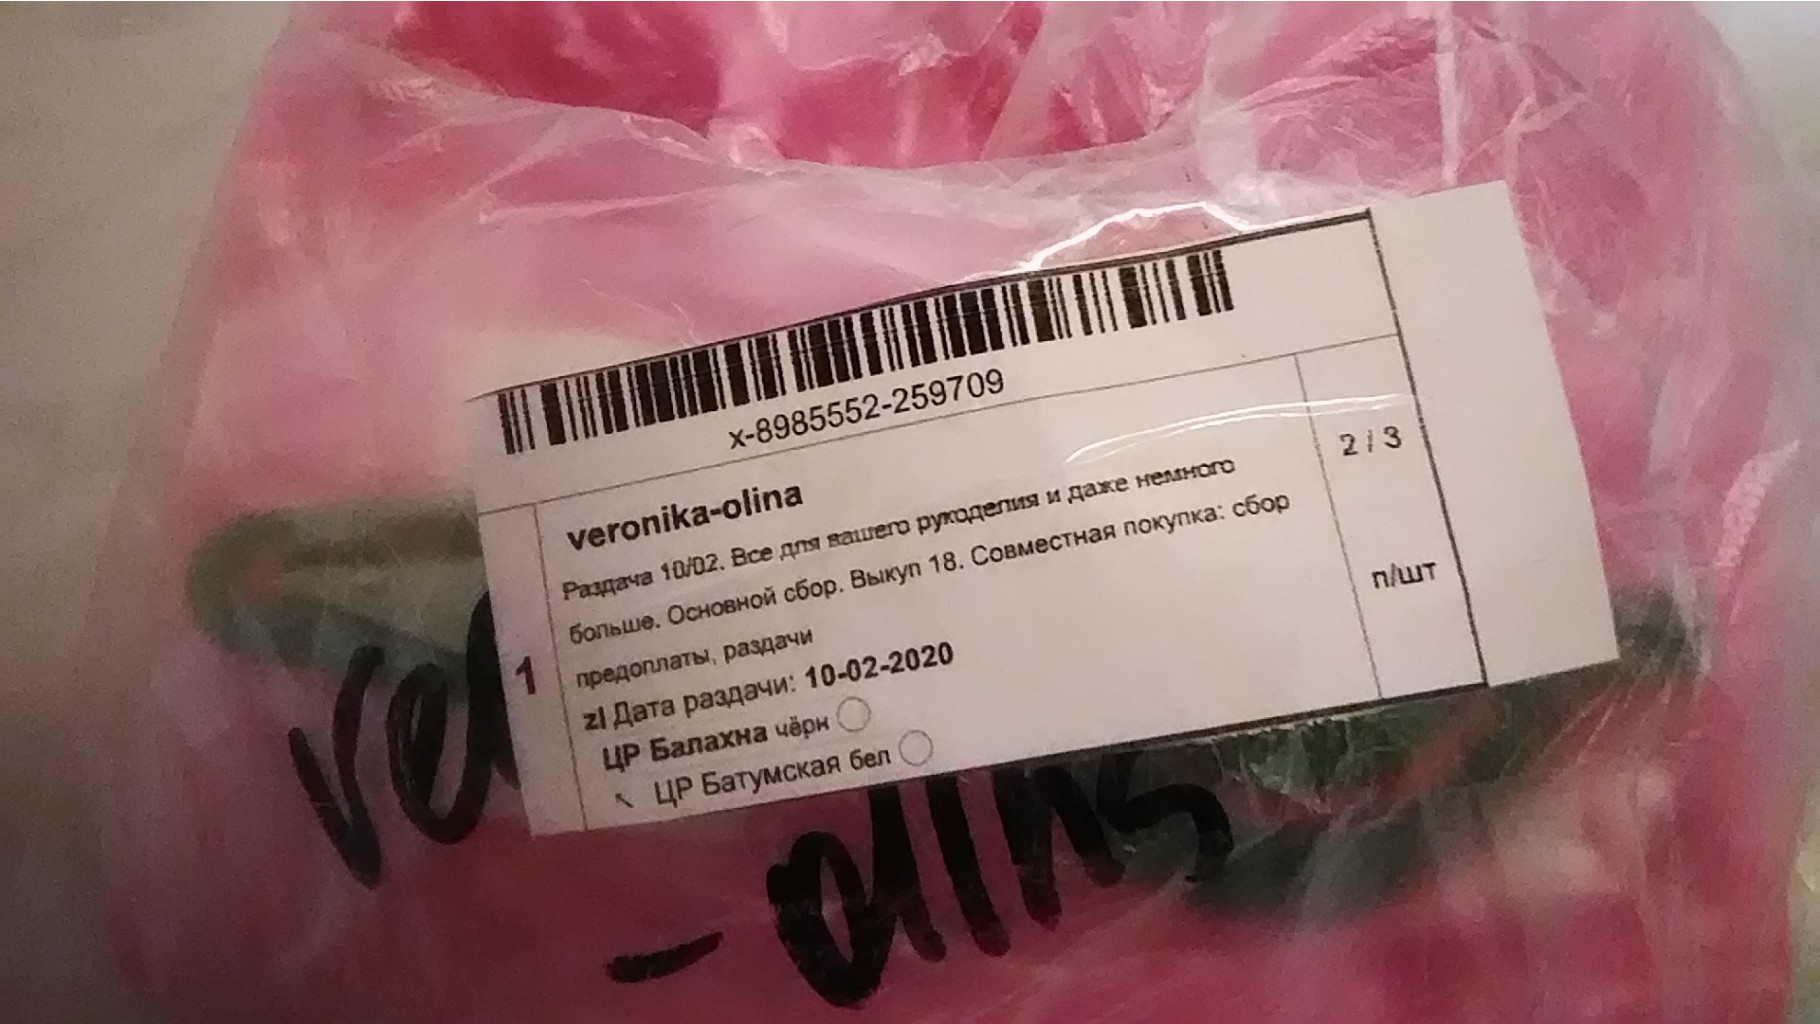 x-8985552-259709
veronika-olina
Раздача 10/02. Все для вашего рукоделия и даже немного
больше. Основной сбор. Выкуп 18. Совместная покупка: сбор
предоплаты, раздачи
zl Дата раздачи: 10-02-2020
ЦР Балахна чёрн
↖ ЦР Батумская бел
1
2 / 3
п/шт
ve
-olina